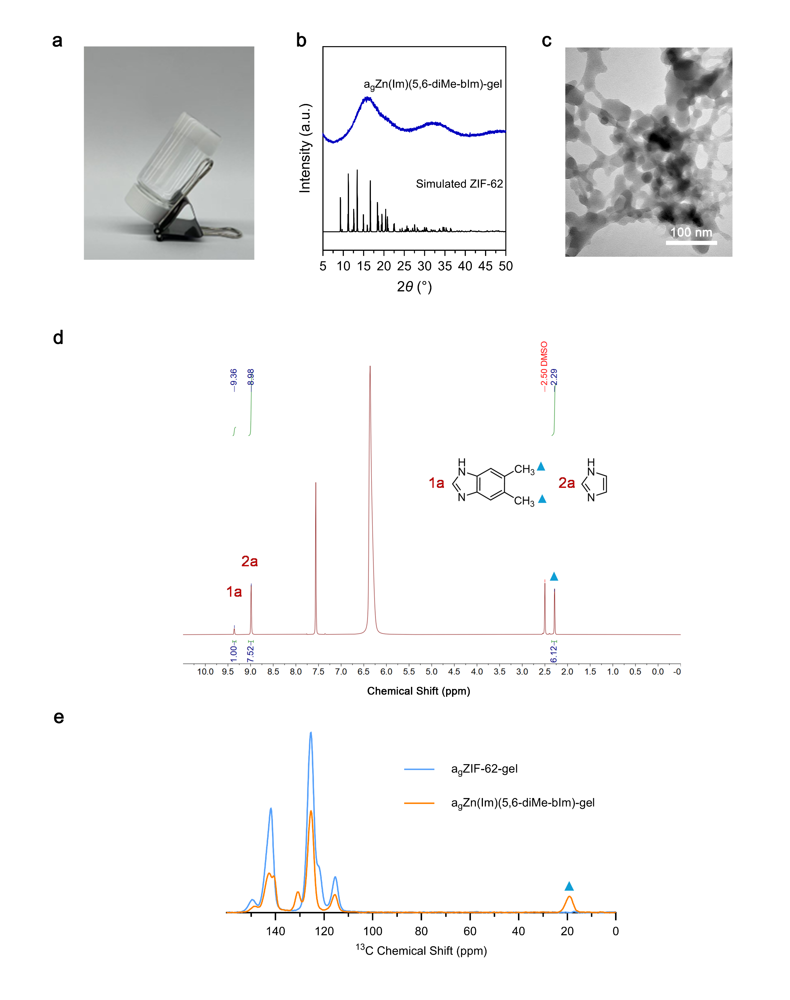 a
b
c
agZn(Im)(5,6-diMe-bIm)-gel
Simulated ZIF-62
Intensity (a.u.)
5 10 15 20 25 30 35 40 45 50
2θ (°)
100 nm
d
9.36
8.98
2.50 DMSO
2.29
1a
H
N
N
CH3
CH3
2a
H
N
N
2a
1a
1.00
7.52
6.12
10.0 9.5 9.0 8.5 8.0 7.5 7.0 6.5 6.0 5.5 5.0 4.5 4.0 3.5 3.0 2.5 2.0 1.5 1.0 0.5 0.0 -0
Chemical Shift (ppm)
e
agZIF-62-gel
agZn(Im)(5,6-diMe-bIm)-gel
140 120 100 80 60 40 20 0
13C Chemical Shift (ppm)